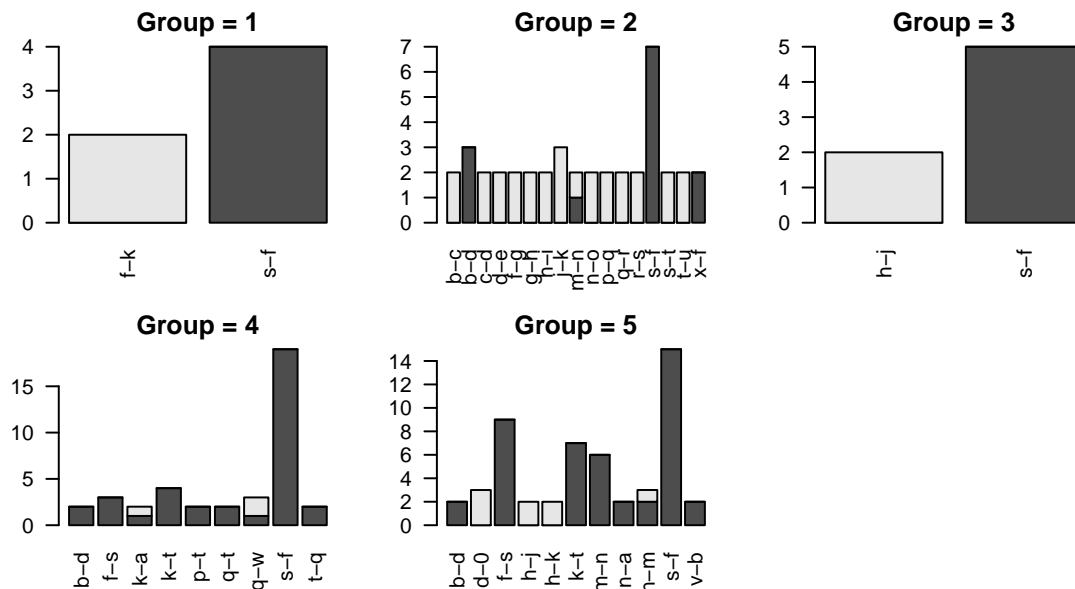 Group = 1
4
3
2
1
0
f–k
s–f
Group = 2
7
6
5
4
3
2
1
0
b–c
b–d
c–d
d–e
f–g
g–h
h–i
j–k
m–n
n–o
p–q
q–r
r–s
s–f
s–t
t–u
x–f
Group = 3
5
4
3
2
1
0
h–j
s–f
Group = 4
15
10
5
0
b–d
f–s
k–a
k–t
p–t
q–t
q–w
s–f
t–q
Group = 5
14
12
10
8
6
4
2
0
b–d
d–0
f–s
h–j
h–k
k–t
m–n
n–a
n–m
s–f
v–b